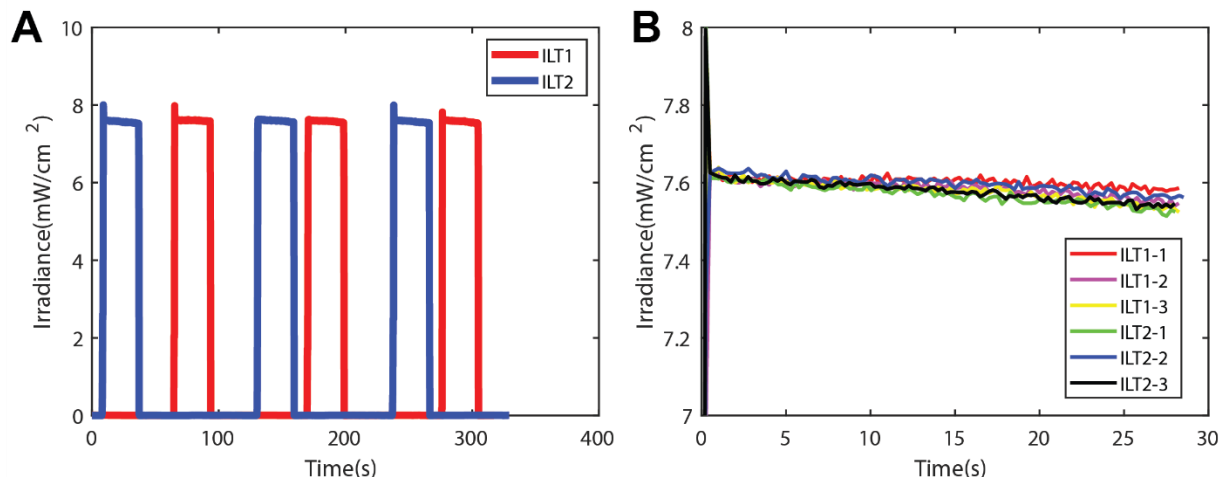 A
Irradiance(mW/cm 2)
10
8
6
4
2
0
0
100
200
300
400
Time(s)
ILT1
ILT2
B
Irradiance(mW/cm 2)
8
7.8
7.6
7.4
7.2
7
0
5
10
15
20
25
30
Time(s)
ILT1-1
ILT1-2
ILT1-3
ILT2-1
ILT2-2
ILT2-3